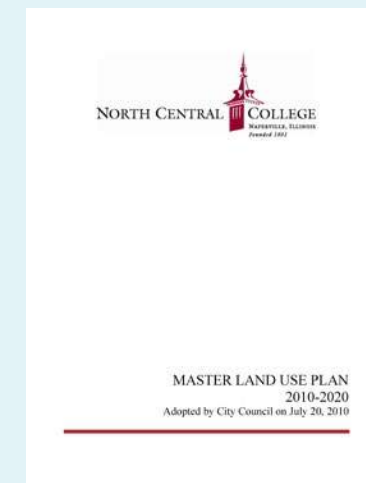 NORTH CENTRAL COLLEGE
NAPERVILLE, ILLINOIS
Founded 1861
MASTER LAND USE PLAN
2010-2020
Adopted by City Council on July 20, 2010